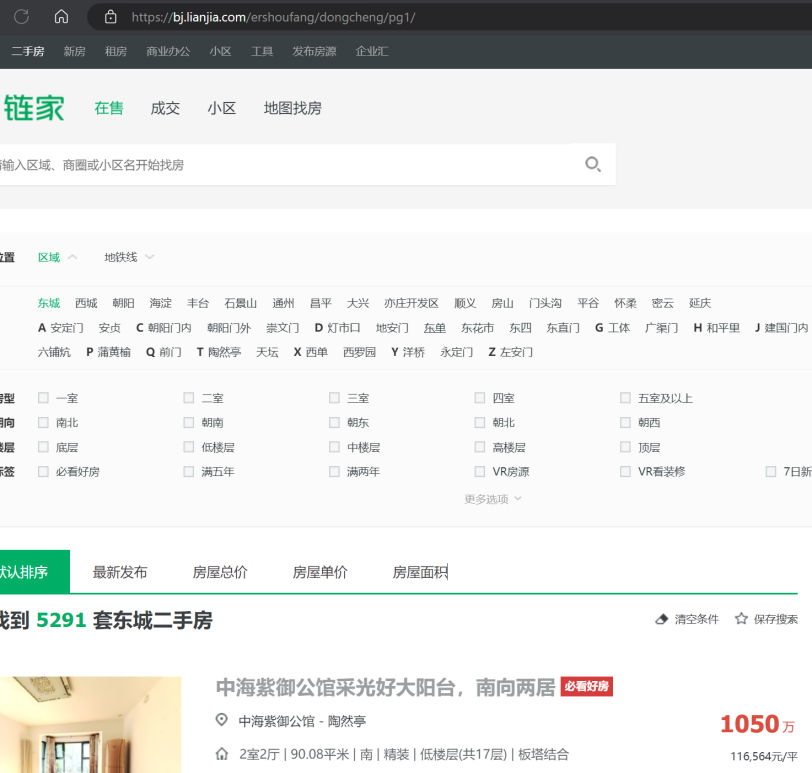 https://bj.lianjia.com/ershoufang/dongcheng/pg1/
二手房 新房 租房 商业办公 小区 工具 发布房源 企业汇
链家 在售 成交 小区 地图找房
输入区域、商圈或小区名开始找房
位置 区域 地铁线
东城 西城 朝阳 海淀 丰台 石景山 通州 昌平 大兴 亦庄开发区 顺义 房山 门头沟 平谷 怀柔 密云 延庆
A 安定门 安贞 C 朝阳门内 朝阳门外 崇文门 D 灯市口 地安门 东单 东花市 东四 东直门 G 工体 广渠门 H 和平里 J 建国门内
六铺炕 P 蒲黄榆 Q 前门 T 陶然亭 天坛 X 西单 西罗园 Y 洋桥 永定门 Z 左安门
房型 一室 二室 三室 四室 五室及以上
朝向 南北 朝南 朝东 朝北 朝西
楼层 底层 低楼层 中楼层 高楼层 顶层
标签 必看好房 满五年 满两年 VR房源 VR看装修 7日新
更多选项
默认排序 最新发布 房屋总价 房屋单价 房屋面积
找到 5291 套东城二手房 清空条件 保存搜索
中海紫御公馆采光好大阳台，南向两居 必看好房
中海紫御公馆 - 陶然亭 1050万
2室2厅 | 90.08平米 | 南 | 精装 | 低楼层(共17层) | 板塔结合 116,564元/平